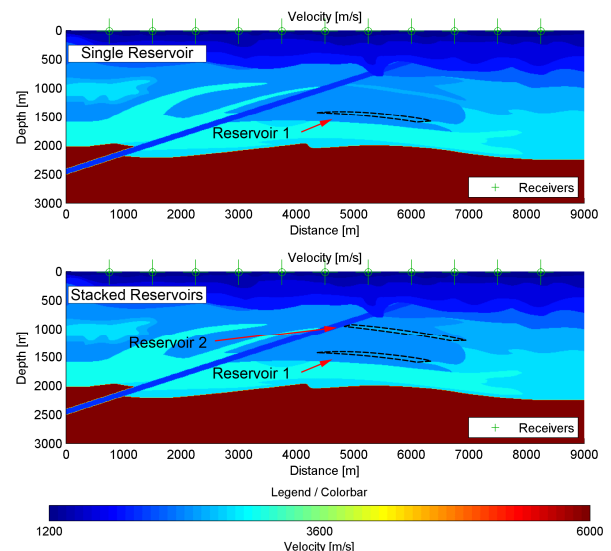 Velocity [m/s]
0
500
1000
1500
2000
2500
3000
Depth [m]
Single Reservoir
Reservoir 1
Receivers
0 1000 2000 3000 4000 5000 6000 7000 8000 9000
Distance [m]
Velocity [m/s]
0
500
1000
1500
2000
2500
3000
Depth [m]
Stacked Reservoirs
Reservoir 2
Reservoir 1
Receivers
0 1000 2000 3000 4000 5000 6000 7000 8000 9000
Distance [m]
Legend / Colorbar
1200 3600 6000
Velocity [m/s]